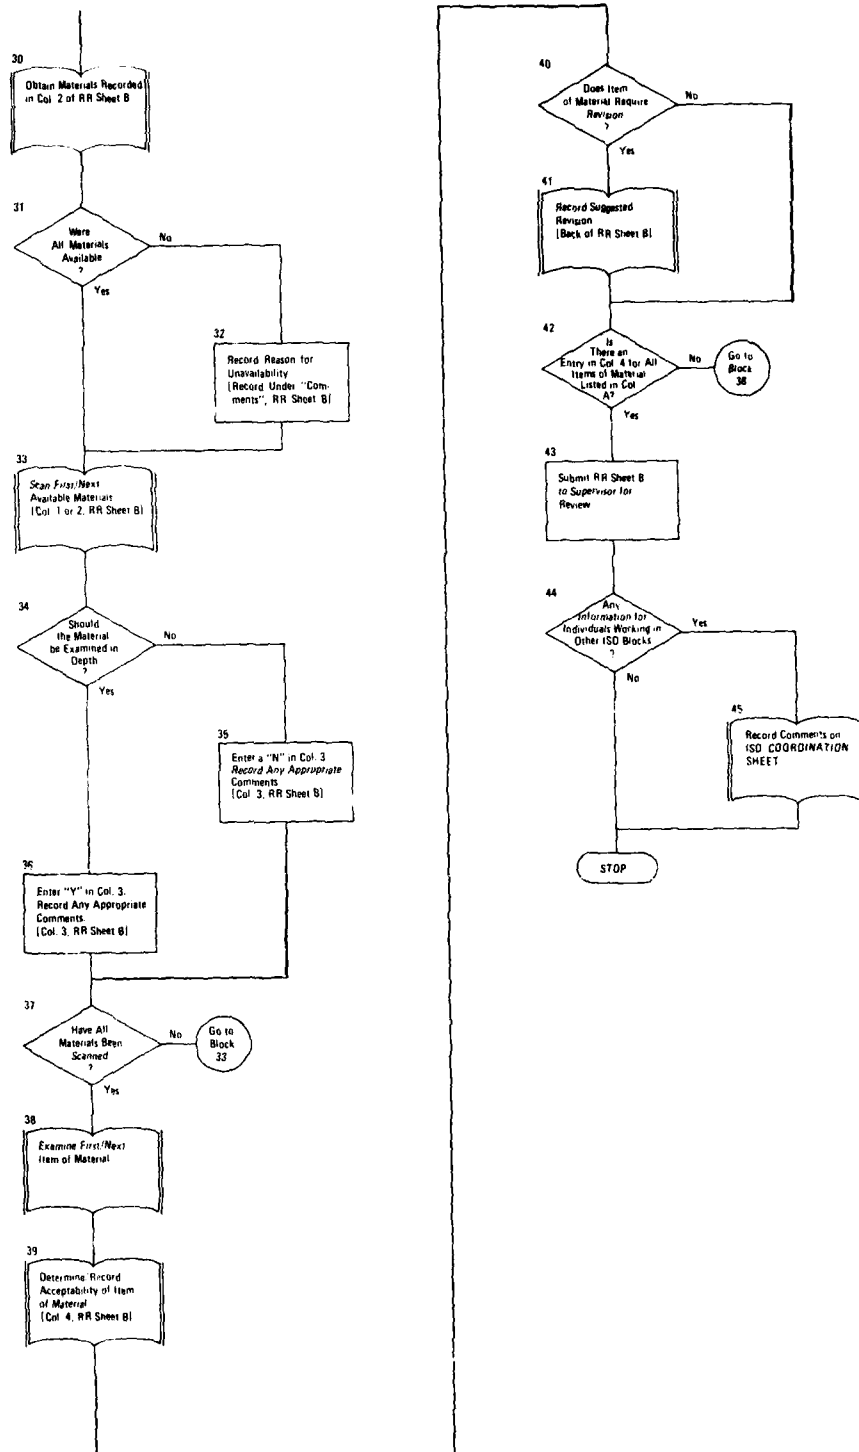 30
Obtain Materials Recorded
in Col. 2 of RR Sheet B
31
Were
All Materials
Available
?
No
Yes
32
Record Reason for
Unavailability
[Record Under "Com-
ments", RR Sheet B]
33
Scan First/Next
Available Materials
[Col. 1 or 2, RR Sheet B]
34
Should
the Material
be Examined in
Depth
?
No
Yes
35
Enter a "N" in Col. 3
Record Any Appropriate
Comments
[Col. 3, RR Sheet B]
36
Enter "Y" in Col. 3.
Record Any Appropriate
Comments.
[Col. 3, RR Sheet B]
37
Have All
Materials Been
Scanned
?
No
Go to
Block
33
Yes
38
Examine First/Next
Item of Material
39
Determine Record
Acceptability of Item
of Material
[Col. 4, RR Sheet B]
40
Does Item
of Material Require
Revision
?
No
Yes
41
Record Suggested
Revision
[Back of RR Sheet B]
42
Is
There an
Entry in Col. 4 for All
Items of Material
Listed in Col
A?
No
Go to
Block
38
Yes
43
Submit RR Sheet B
to Supervisor for
Review
44
Any
Information for
Individuals Working in
Other ISD Blocks
?
Yes
No
45
Record Comments on
ISD COORDINATION
SHEET
STOP